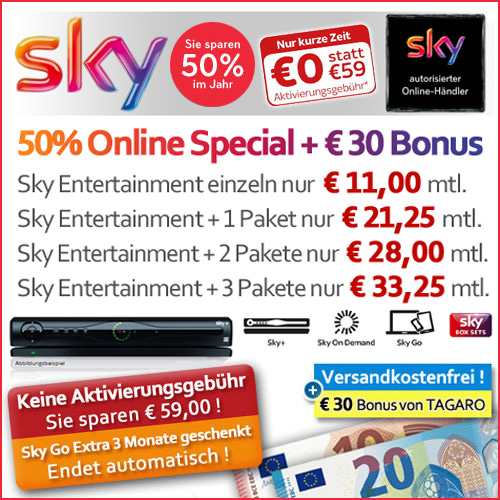 sky
Sie sparen
50%
im Jahr
Nur kurze Zeit
€0 statt €59
Aktivierungsgebühr*
sky
autorisierter
Online-Händler
50% Online Special + € 30 Bonus
Sky Entertainment einzeln nur € 11,00 mtl.
Sky Entertainment + 1 Paket nur € 21,25 mtl.
Sky Entertainment + 2 Pakete nur € 28,00 mtl.
Sky Entertainment + 3 Pakete nur € 33,25 mtl.
Sky+
Sky On Demand
Sky Go
sky
BOX SETS
Abbildungsbeispiel
Keine Aktivierungsgebühr
Sie sparen € 59,00 !
Sky Go Extra 3 Monate geschenkt
Endet automatisch !
+
Versandkostenfrei !
€ 30 Bonus von TAGARO
10
20